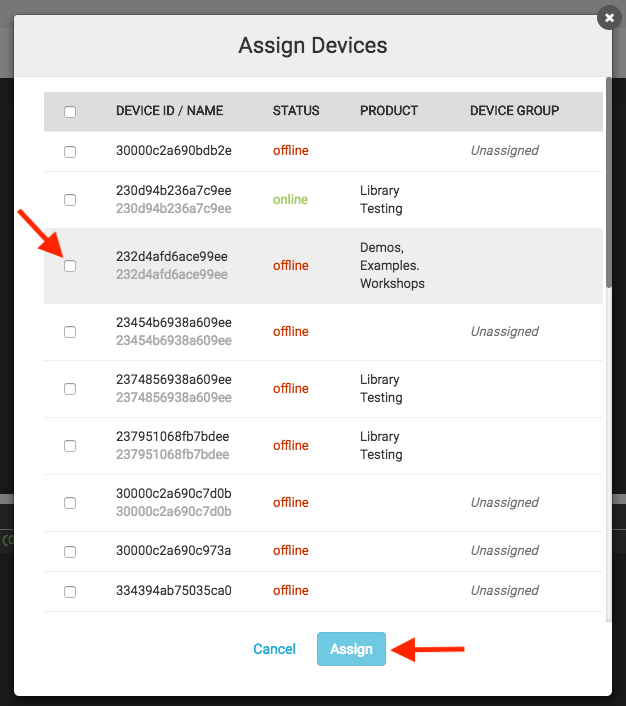 Assign Devices
DEVICE ID / NAME STATUS PRODUCT DEVICE GROUP
30000c2a690bdb2e offline Unassigned
230d94b236a7c9ee online Library
230d94b236a7c9ee Testing
Demos,
232d4afd6ace99ee offline Examples.
232d4afd6ace99ee Workshops
23454b6938a609ee offline Unassigned
23454b6938a609ee
2374856938a609ee offline Library
2374856938a609ee Testing
237951068fb7bdee offline Library
237951068fb7bdee Testing
30000c2a690c7d0b offline Unassigned
30000c2a690c7d0b
30000c2a690c973a offline Unassigned
334394ab75035ca0 offline Unassigned
Cancel Assign